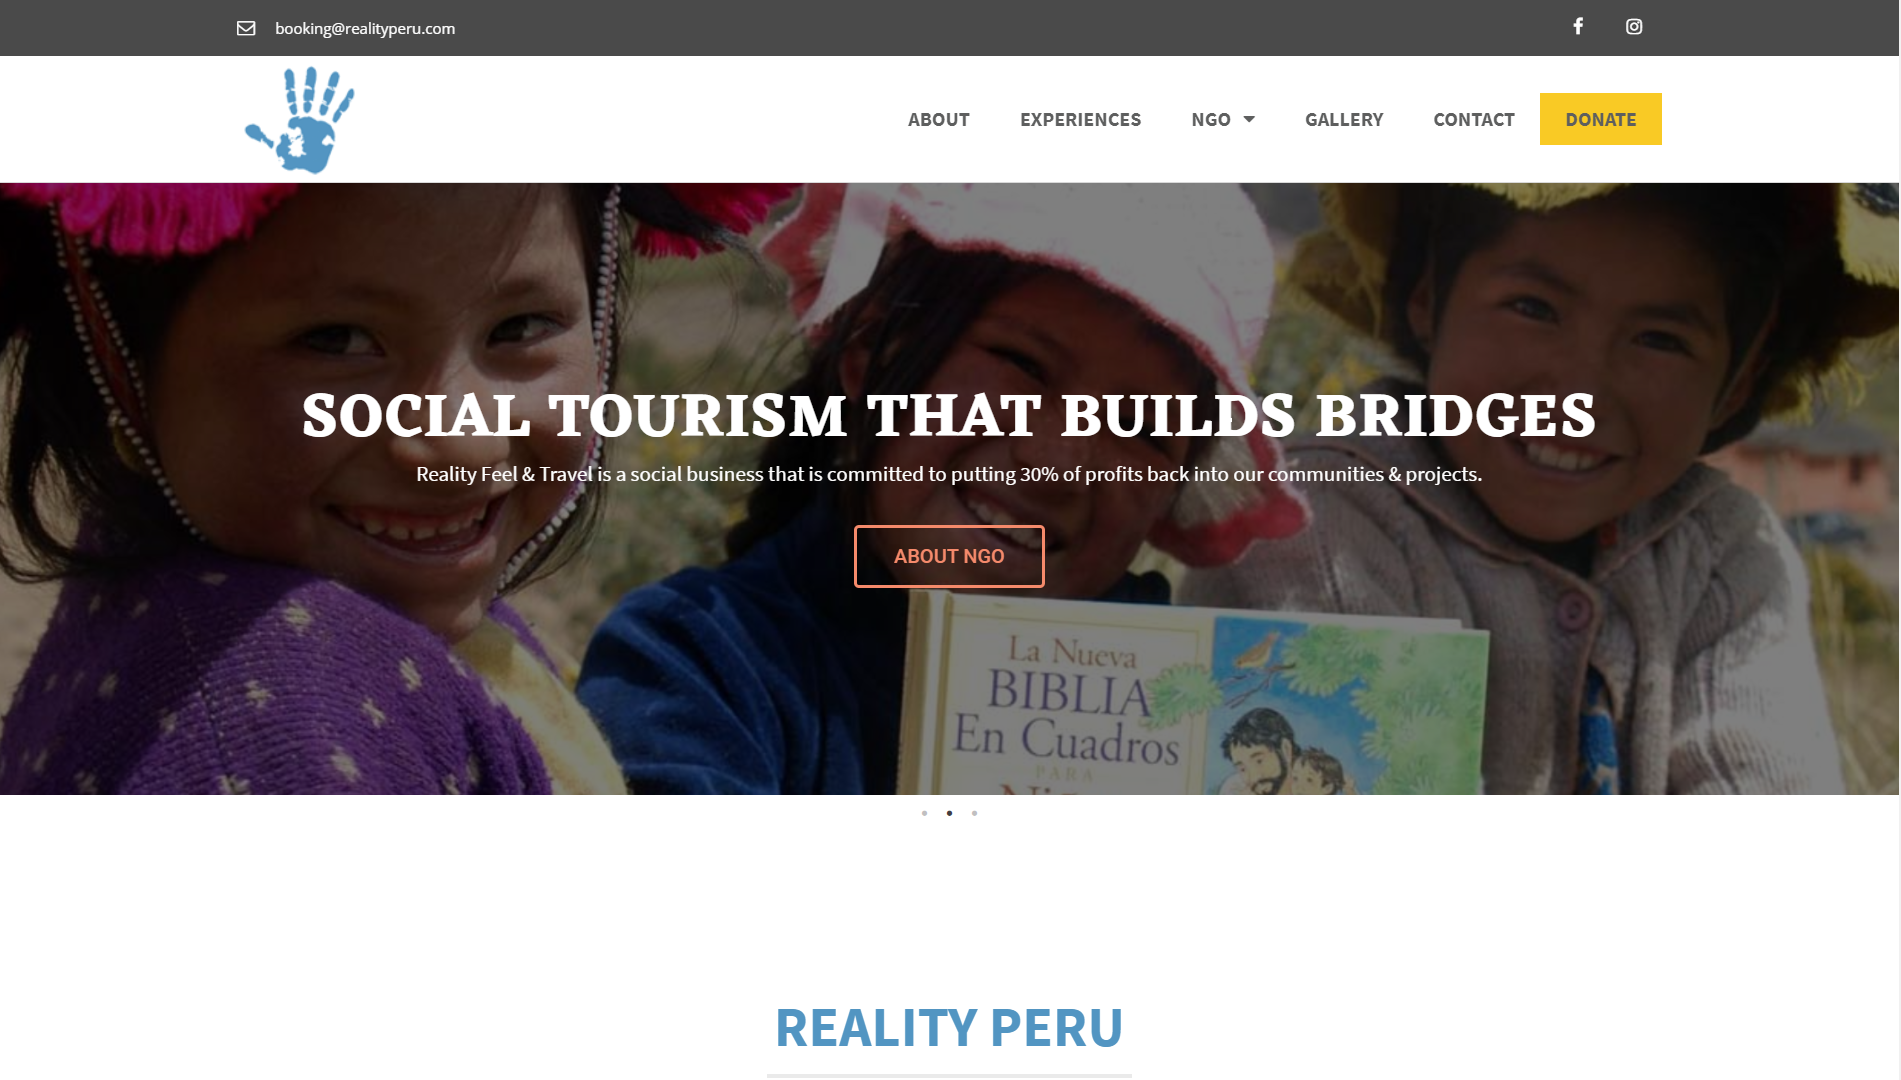 booking@realityperu.com
ABOUT EXPERIENCES NGO GALLERY CONTACT DONATE
SOCIAL TOURISM THAT BUILDS BRIDGES
Reality Feel & Travel is a social business that is committed to putting 30% of profits back into our communities & projects.
ABOUT NGO
La Nueva
BIBLIA
En Cuadros
PARA
REALITY PERU